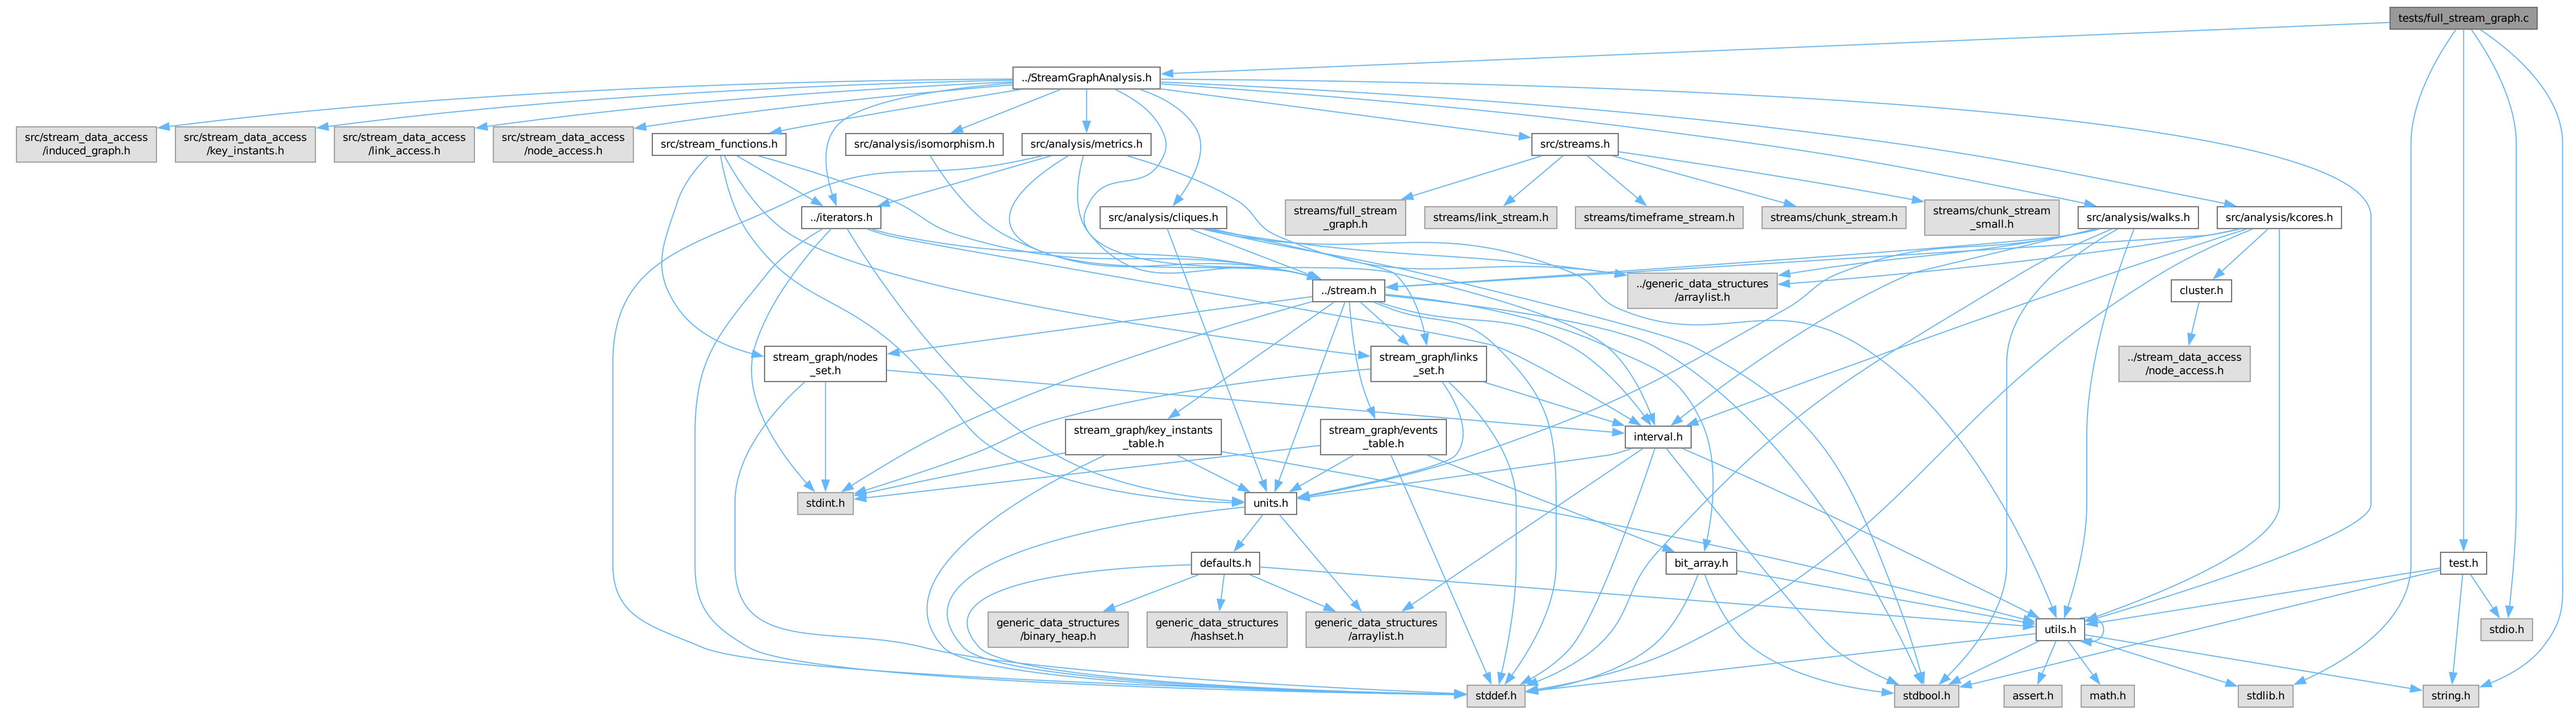 tests/full_stream_graph.c
../StreamGraphAnalysis.h
src/stream_data_access
/induced_graph.h
src/stream_data_access
/key_instants.h
src/stream_data_access
/link_access.h
src/stream_data_access
/node_access.h
src/stream_functions.h
src/analysis/isomorphism.h
src/analysis/metrics.h
src/streams.h
../iterators.h
src/analysis/cliques.h
streams/full_stream
_graph.h
streams/link_stream.h
streams/timeframe_stream.h
streams/chunk_stream.h
streams/chunk_stream
_small.h
src/analysis/walks.h
src/analysis/kcores.h
../stream.h
../generic_data_structures
/arraylist.h
cluster.h
stream_graph/nodes
_set.h
stream_graph/links
_set.h
../stream_data_access
/node_access.h
stream_graph/key_instants
_table.h
stream_graph/events
_table.h
interval.h
stdint.h
units.h
defaults.h
bit_array.h
test.h
generic_data_structures
/binary_heap.h
generic_data_structures
/hashset.h
generic_data_structures
/arraylist.h
utils.h
stdio.h
stddef.h
stdbool.h
assert.h
math.h
stdlib.h
string.h